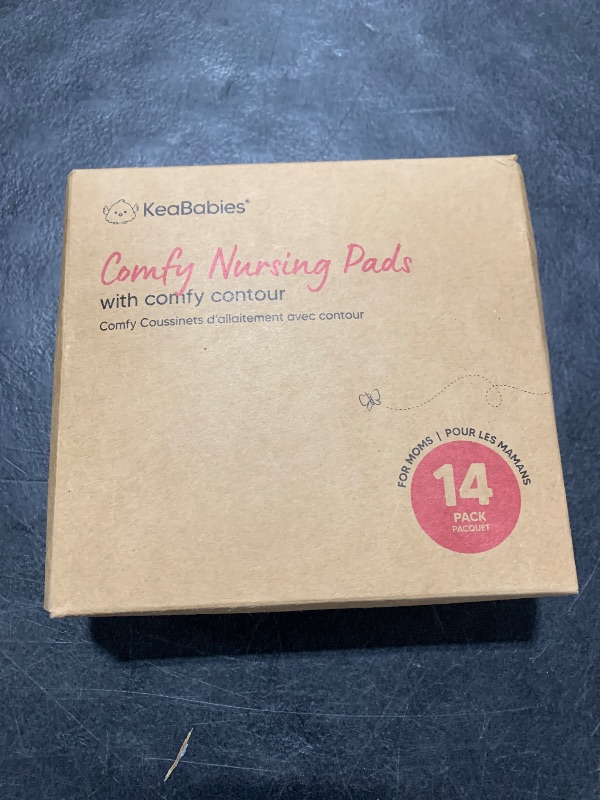 KeaBabies®
Comfy Nursing Pads
with comfy contour
Comfy Coussinets d'allaitement avec contour
FOR MOMS | POUR LES MAMANS
14
PACK
PACQUET